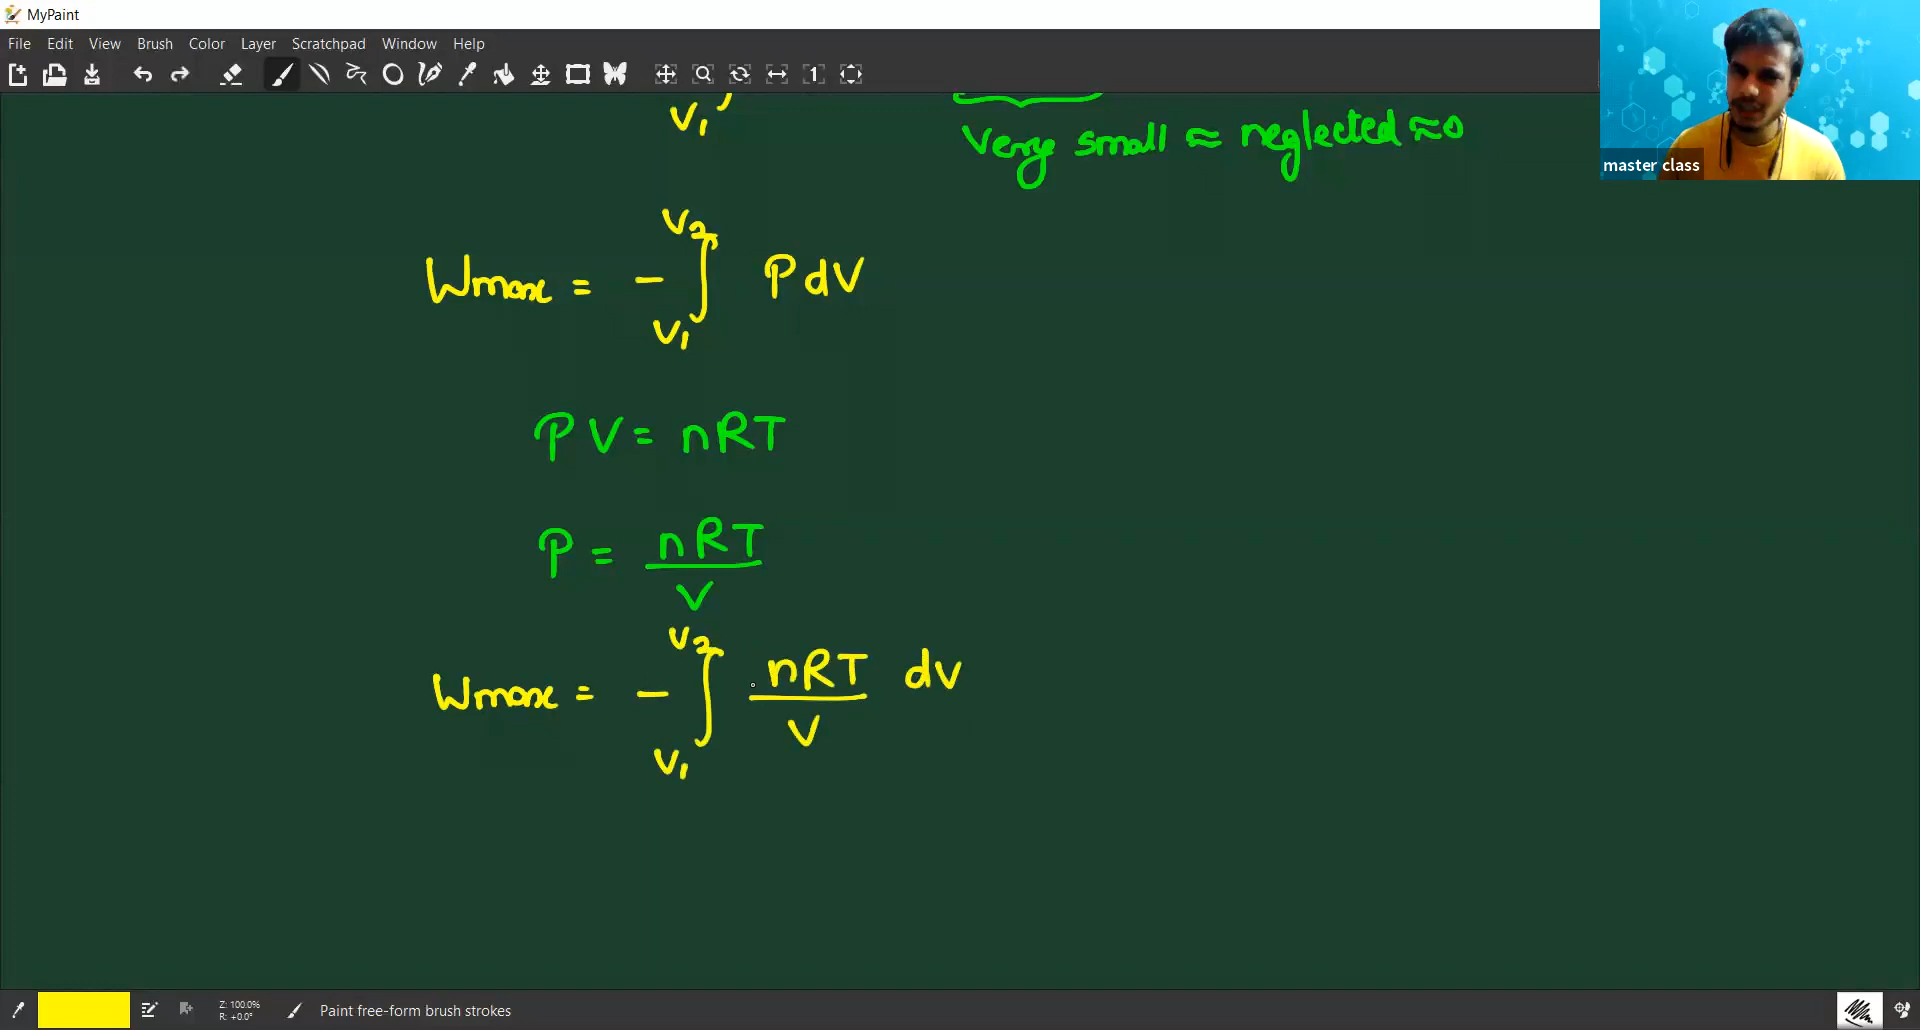 MyPaint
File Edit View Brush Color Layer Scratchpad Window Help
master class
V₁
Very small ≈ neglected ≈ 0
Wmax = - ∫ V₁ V₂ P dV
PV = nRT
P = nRT / V
Wmax = - ∫ V₁ V₂ nRT / V dv
Z: 100.0%
R: +0.0°
Paint free-form brush strokes